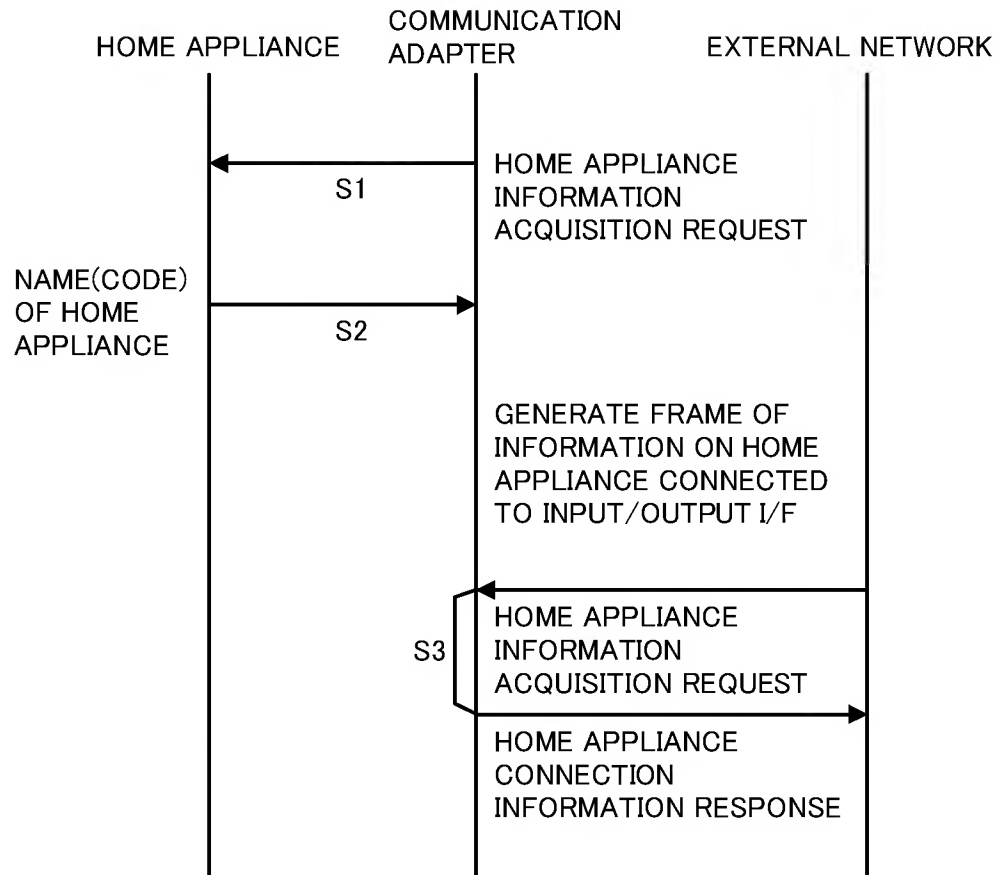 HOME APPLIANCE
COMMUNICATION
ADAPTER
EXTERNAL NETWORK
S1
HOME APPLIANCE
INFORMATION
ACQUISITION REQUEST
NAME(CODE)
OF HOME
APPLIANCE
S2
GENERATE FRAME OF
INFORMATION ON HOME
APPLIANCE CONNECTED
TO INPUT/OUTPUT I/F
S3
HOME APPLIANCE
INFORMATION
ACQUISITION REQUEST
HOME APPLIANCE
CONNECTION
INFORMATION RESPONSE